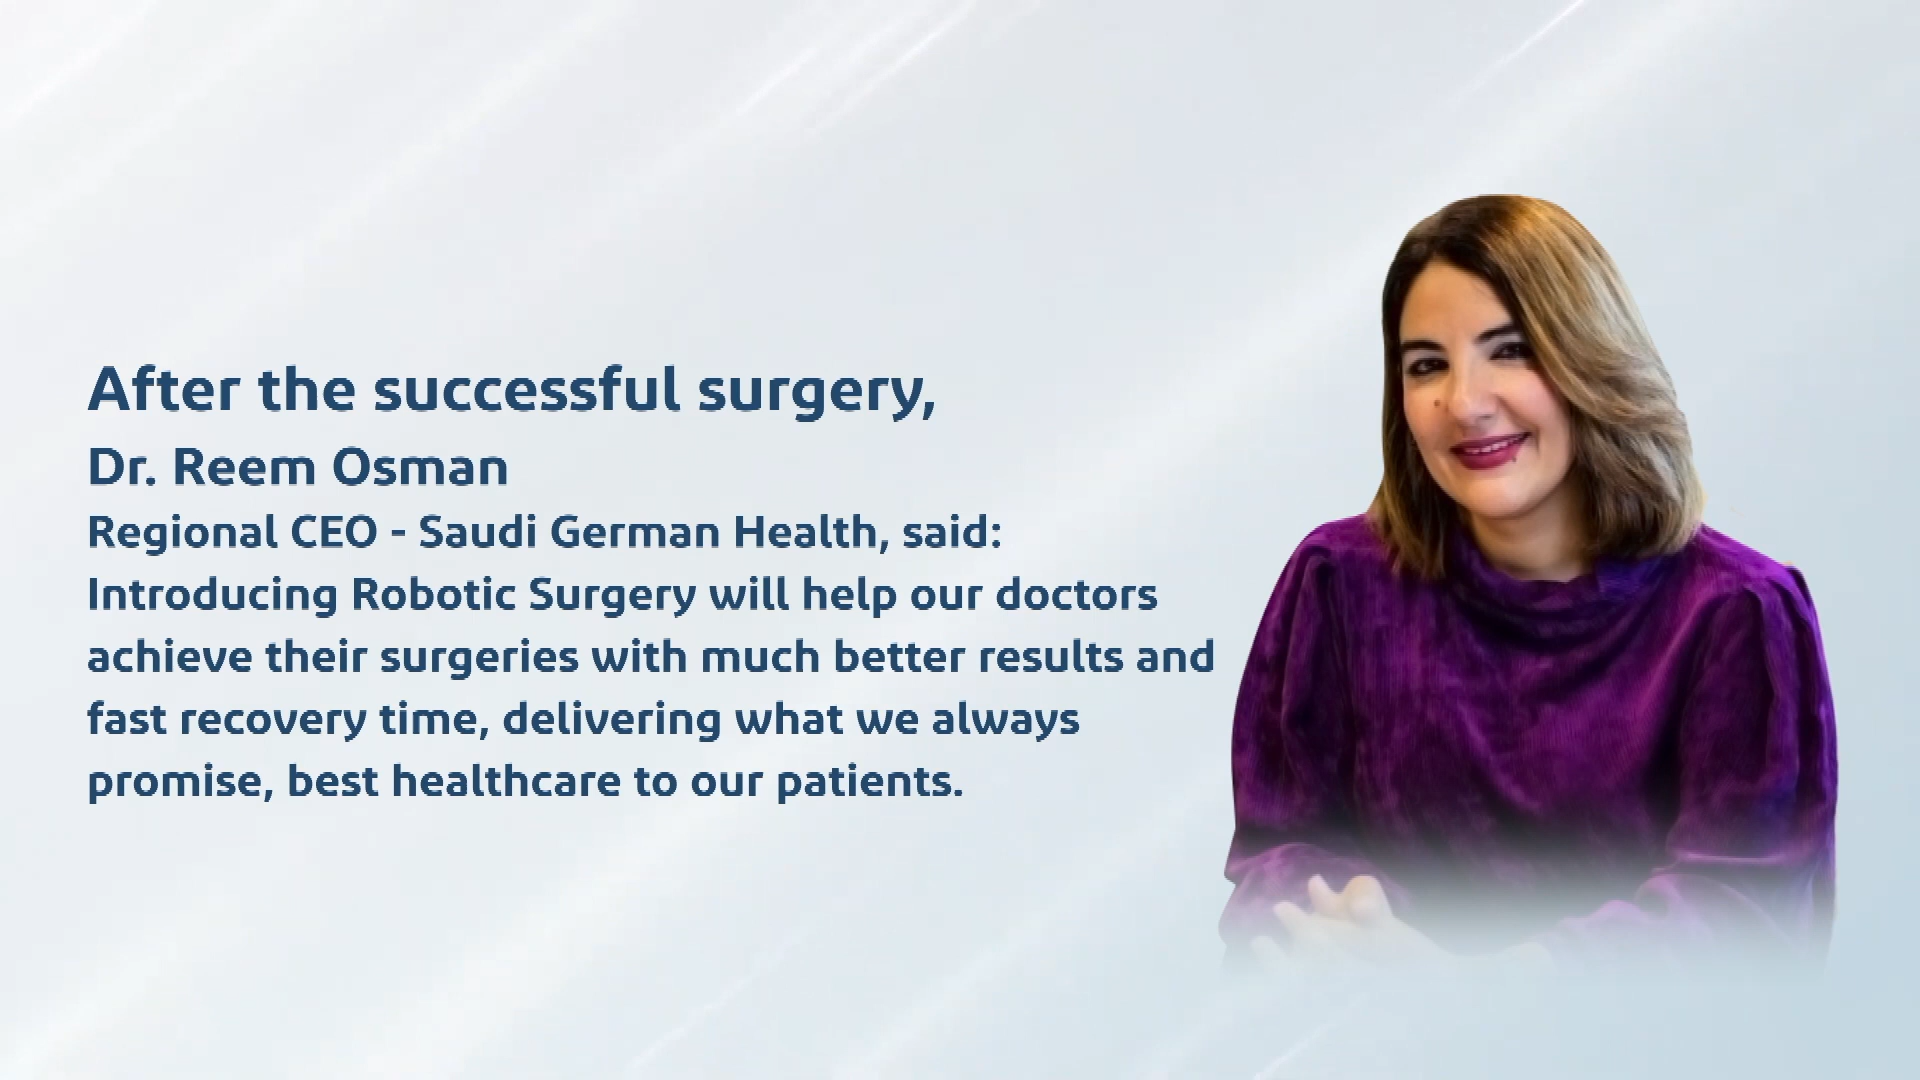 After the successful surgery,
Dr. Reem Osman
Regional CEO - Saudi German Health, said:
Introducing Robotic Surgery will help our doctors
achieve their surgeries with much better results and
fast recovery time, delivering what we always
promise, best healthcare to our patients.